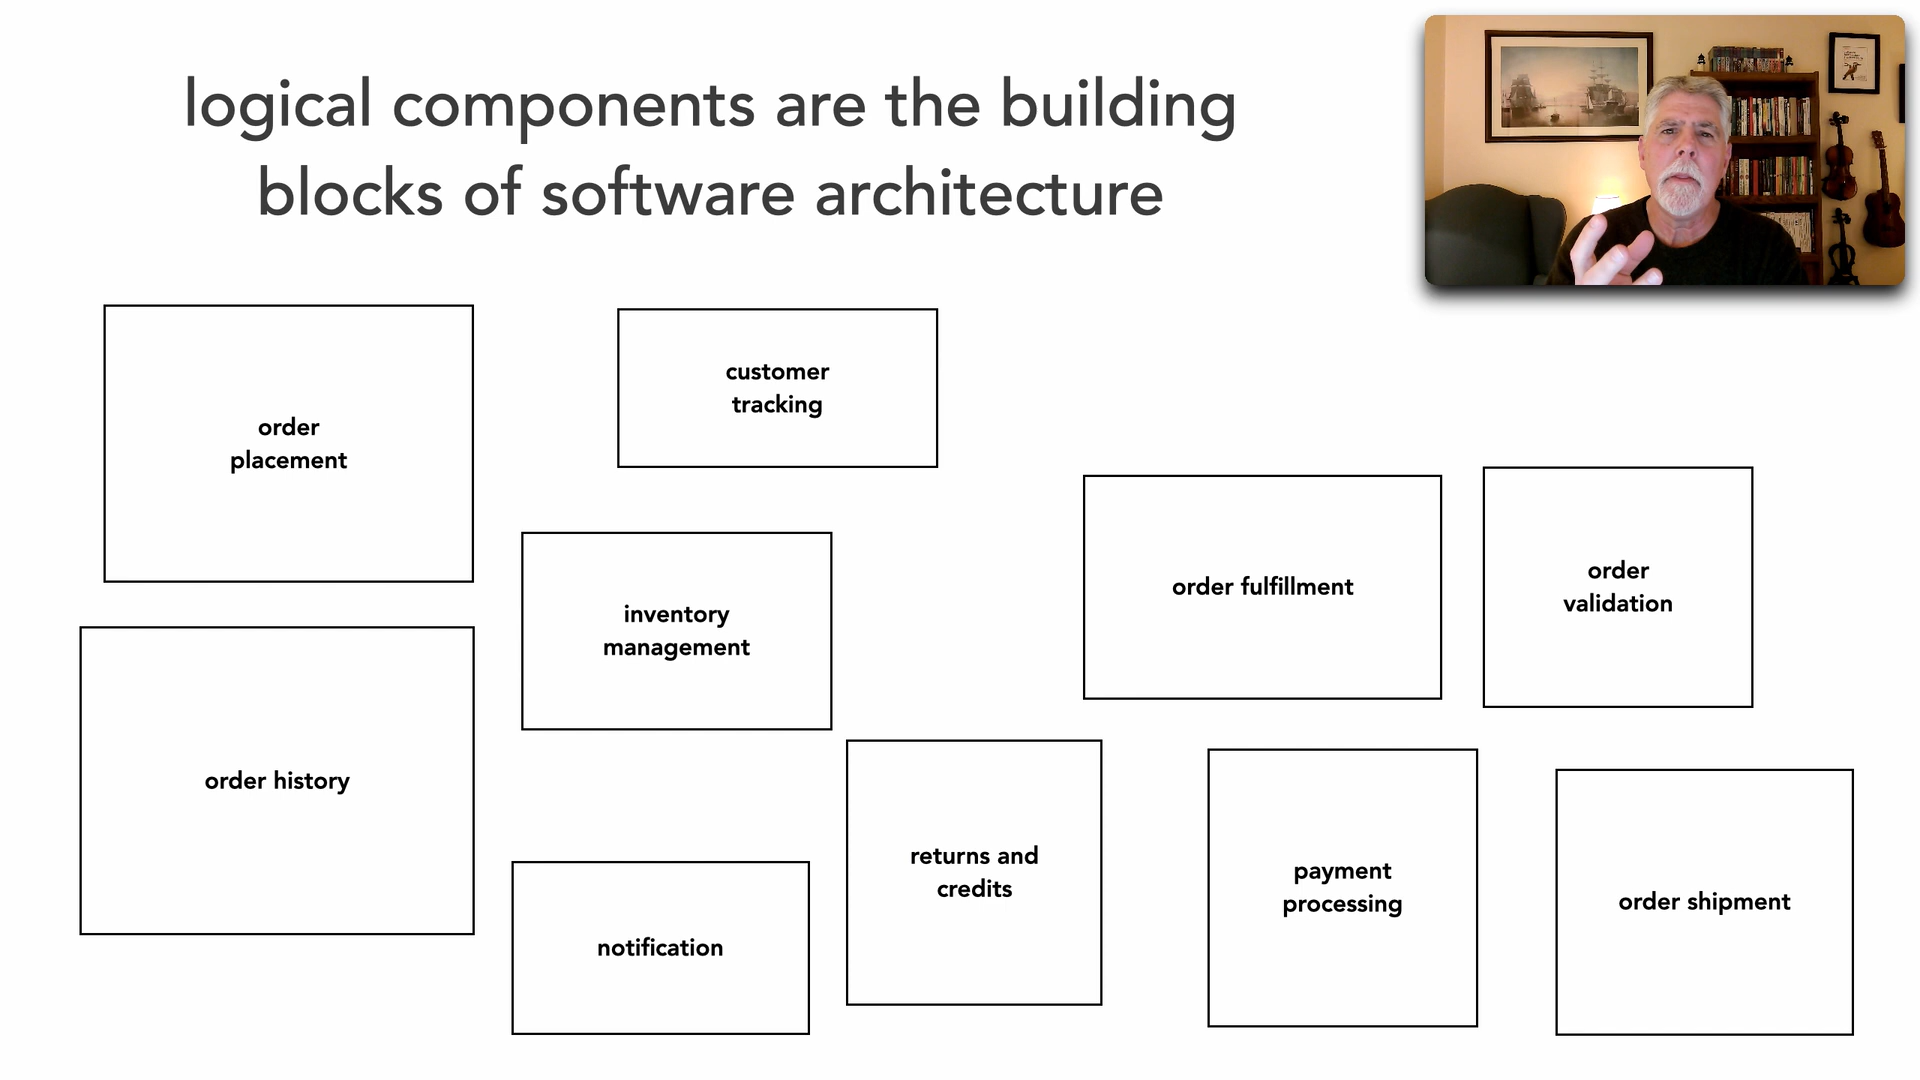 logical components are the building
blocks of software architecture
order
placement
customer
tracking
order fulfillment
order
validation
inventory
management
order history
returns and
credits
payment
processing
order shipment
notification